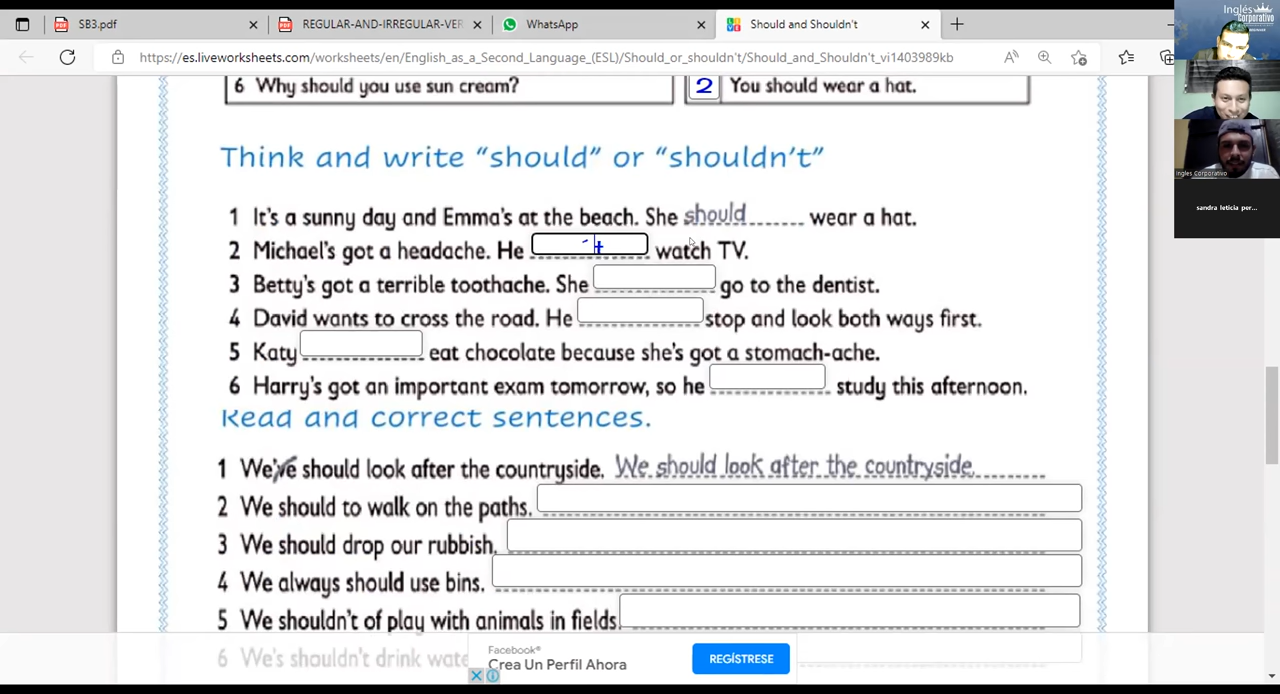 SB3.pdf
REGULAR-AND-IRREGULAR-VER
WhatsApp
Should and Shouldn't
https://es.liveworksheets.com/worksheets/en/English_as_a_Second_Language_(ESL)/Should_or_shouldn't/Should_and_Shouldn't_vi1403989kb
Inglés
Corporativo
6 Why should you use sun cream?
2 You should wear a hat.
Think and write "should" or "shouldn't"
1 It's a sunny day and Emma's at the beach. She should wear a hat.
2 Michael's got a headache. He watch TV.
3 Betty's got a terrible toothache. She go to the dentist.
4 David wants to cross the road. He stop and look both ways first.
5 Katy eat chocolate because she's got a stomach-ache.
6 Harry's got an important exam tomorrow, so he study this afternoon.
Read and correct sentences.
1 We've should look after the countryside. We should look after the countryside.
2 We should to walk on the paths.
3 We should drop our rubbish.
4 We always should use bins.
5 We shouldn't of play with animals in fields.
6 We's shouldn't drink wate
Facebook®
Crea Un Perfil Ahora
REGÍSTRESE
Ingles Corporativo
sandra leticia per...